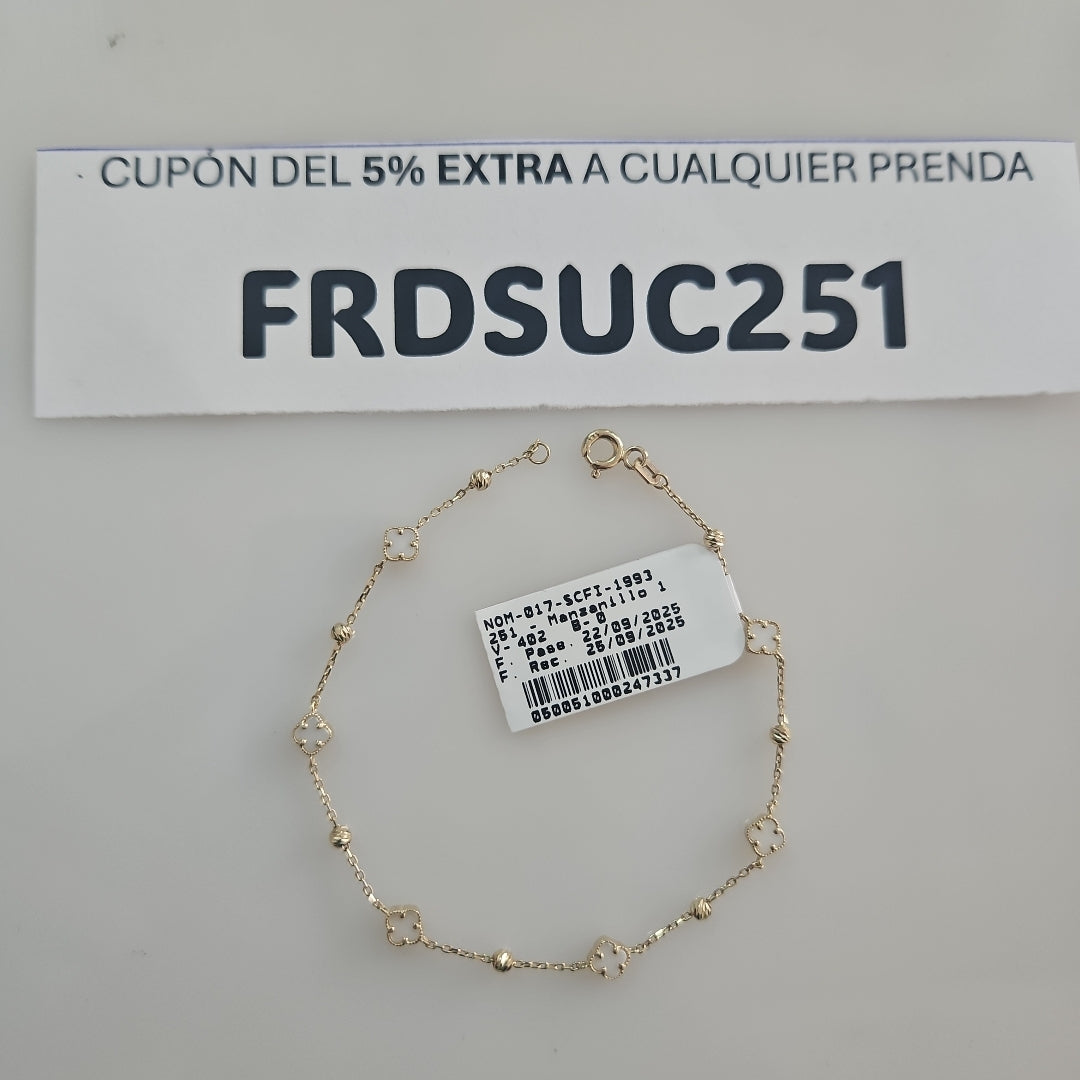 CUPÓN DEL 5% EXTRA A CUALQUIER PRENDA
FRDSUC251
NOM-017-SCFI-1993
251 - Manzanillo 1
V-402 B-0
F. Pase. 22/09/2025
F. Rec. 25/09/2025
050051000247337